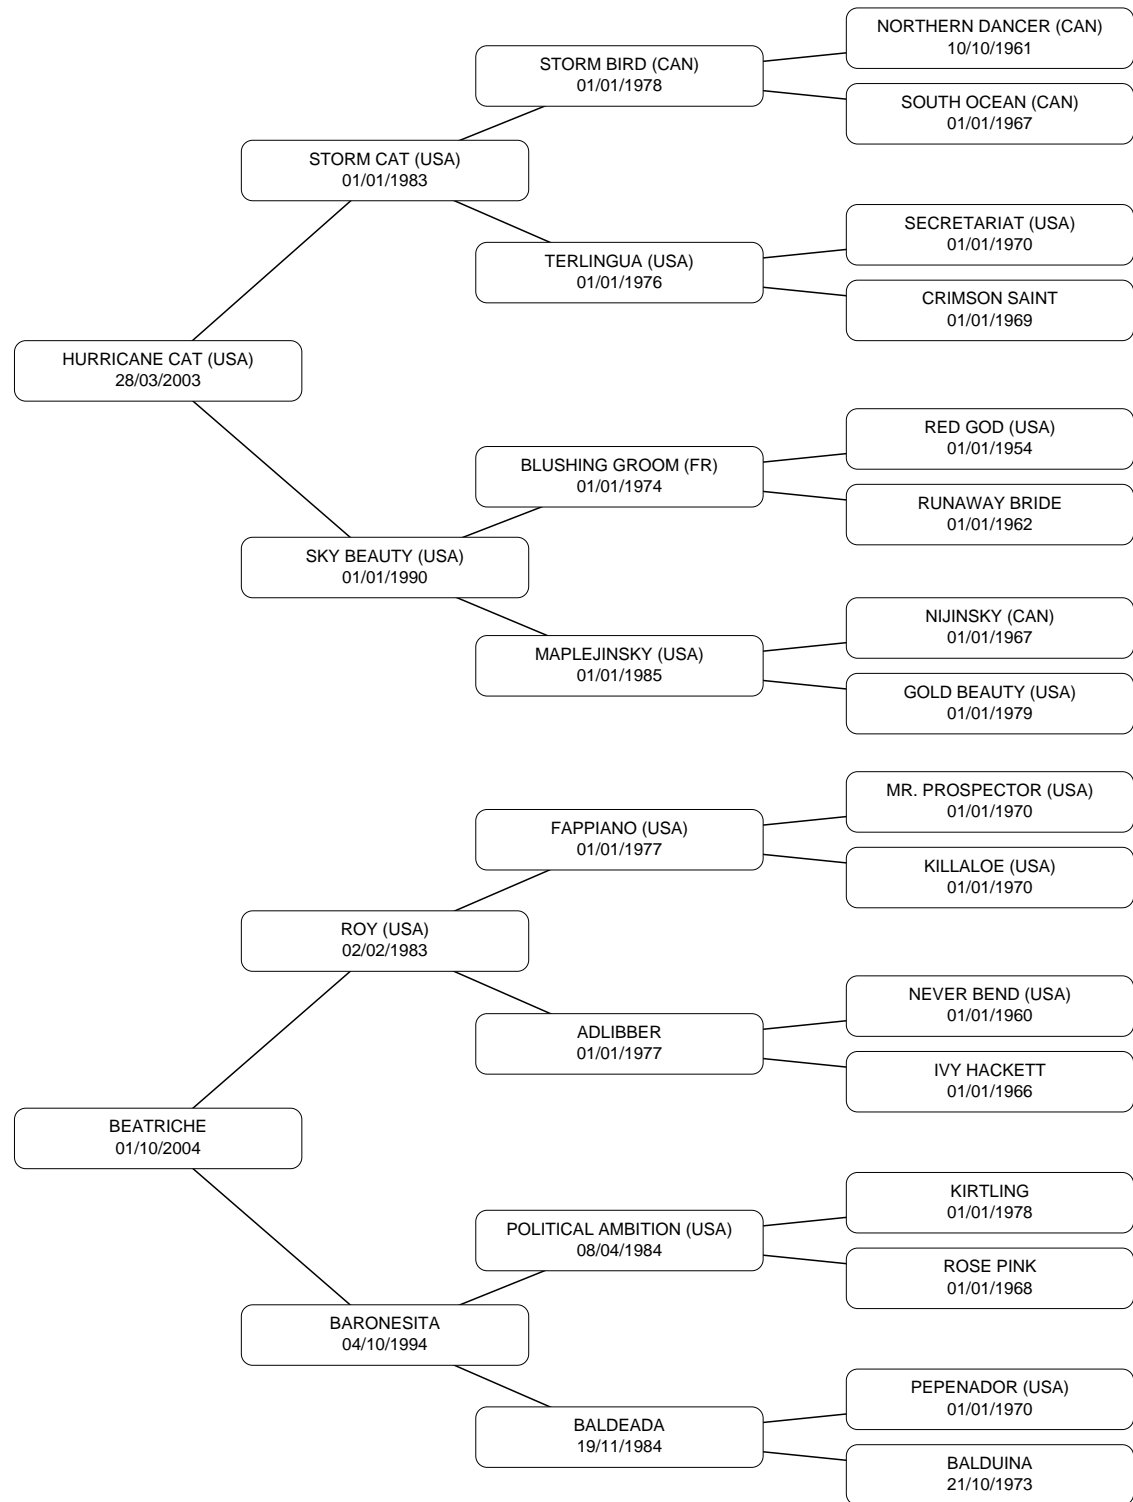 NORTHERN DANCER (CAN)
10/10/1961
STORM BIRD (CAN)
01/01/1978
SOUTH OCEAN (CAN)
01/01/1967
STORM CAT (USA)
01/01/1983
SECRETARIAT (USA)
01/01/1970
TERLINGUA (USA)
01/01/1976
CRIMSON SAINT
01/01/1969
HURRICANE CAT (USA)
28/03/2003
RED GOD (USA)
01/01/1954
BLUSHING GROOM (FR)
01/01/1974
RUNAWAY BRIDE
01/01/1962
SKY BEAUTY (USA)
01/01/1990
NIJINSKY (CAN)
01/01/1967
MAPLEJINSKY (USA)
01/01/1985
GOLD BEAUTY (USA)
01/01/1979
MR. PROSPECTOR (USA)
01/01/1970
FAPPIANO (USA)
01/01/1977
KILLALOE (USA)
01/01/1970
ROY (USA)
02/02/1983
NEVER BEND (USA)
01/01/1960
ADLIBBER
01/01/1977
IVY HACKETT
01/01/1966
BEATRICHE
01/10/2004
KIRTLING
01/01/1978
POLITICAL AMBITION (USA)
08/04/1984
ROSE PINK
01/01/1968
BARONESITA
04/10/1994
PEPENADOR (USA)
01/01/1970
BALDEADA
19/11/1984
BALDUINA
21/10/1973